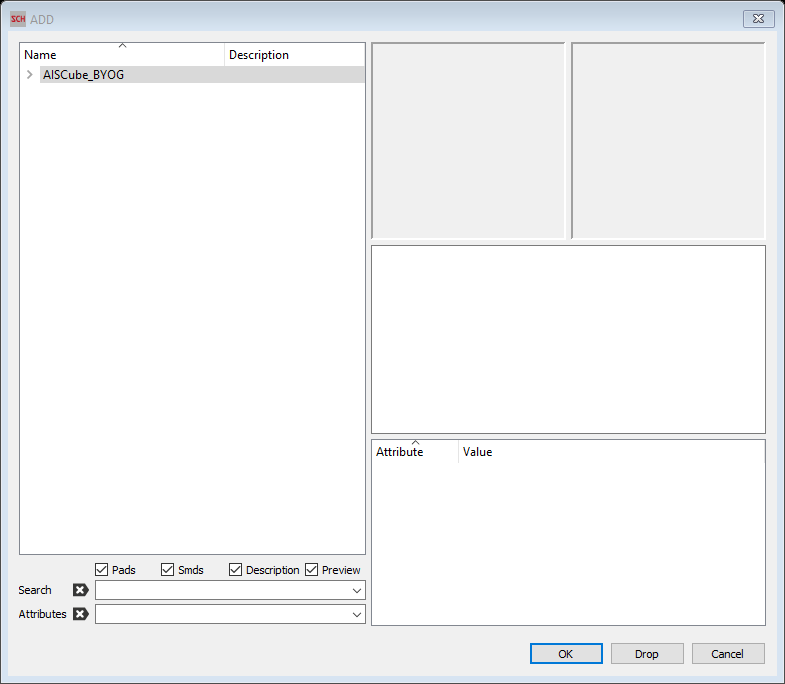 SCH ADD
Name Description
AISCube_BYOG
Attribute Value
Pads Smds Description Preview
Search
Attributes
OK Drop Cancel